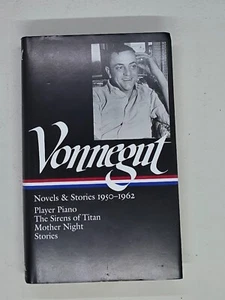 Vonnegut
Novels & Stories 1950–1962
Player Piano
The Sirens of Titan
Mother Night
Stories